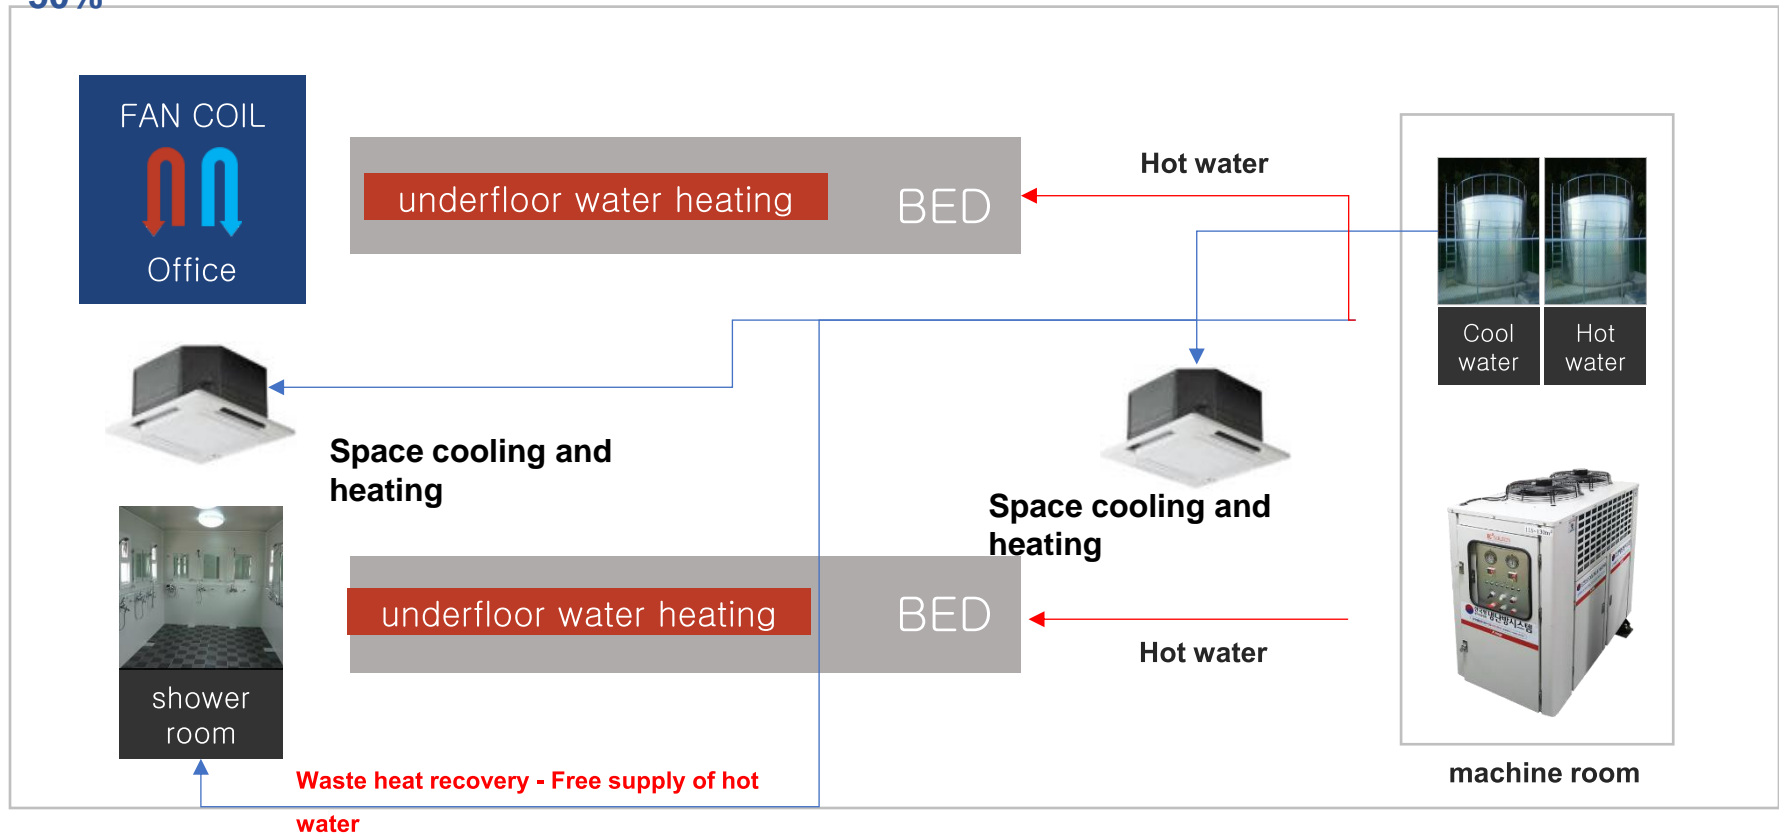 50%
FAN COIL
Office
underfloor water heating
BED
Hot water
Cool
water
Hot
water
Space cooling and
heating
Space cooling and
heating
underfloor water heating
BED
Hot water
shower
room
Waste heat recovery - Free supply of hot
water
machine room